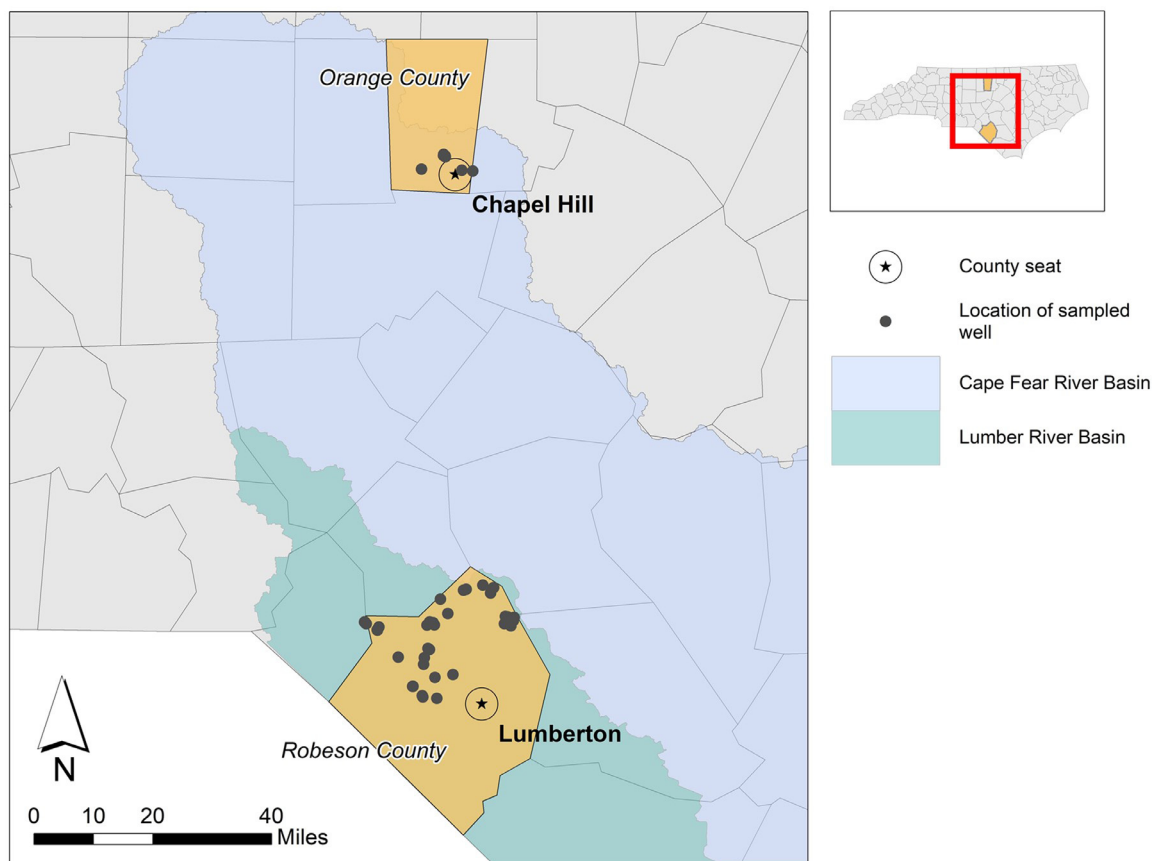 Orange County
Chapel Hill
Robeson County
Lumberton
N
0 10 20 40
Miles
County seat
Location of sampled
well
Cape Fear River Basin
Lumber River Basin